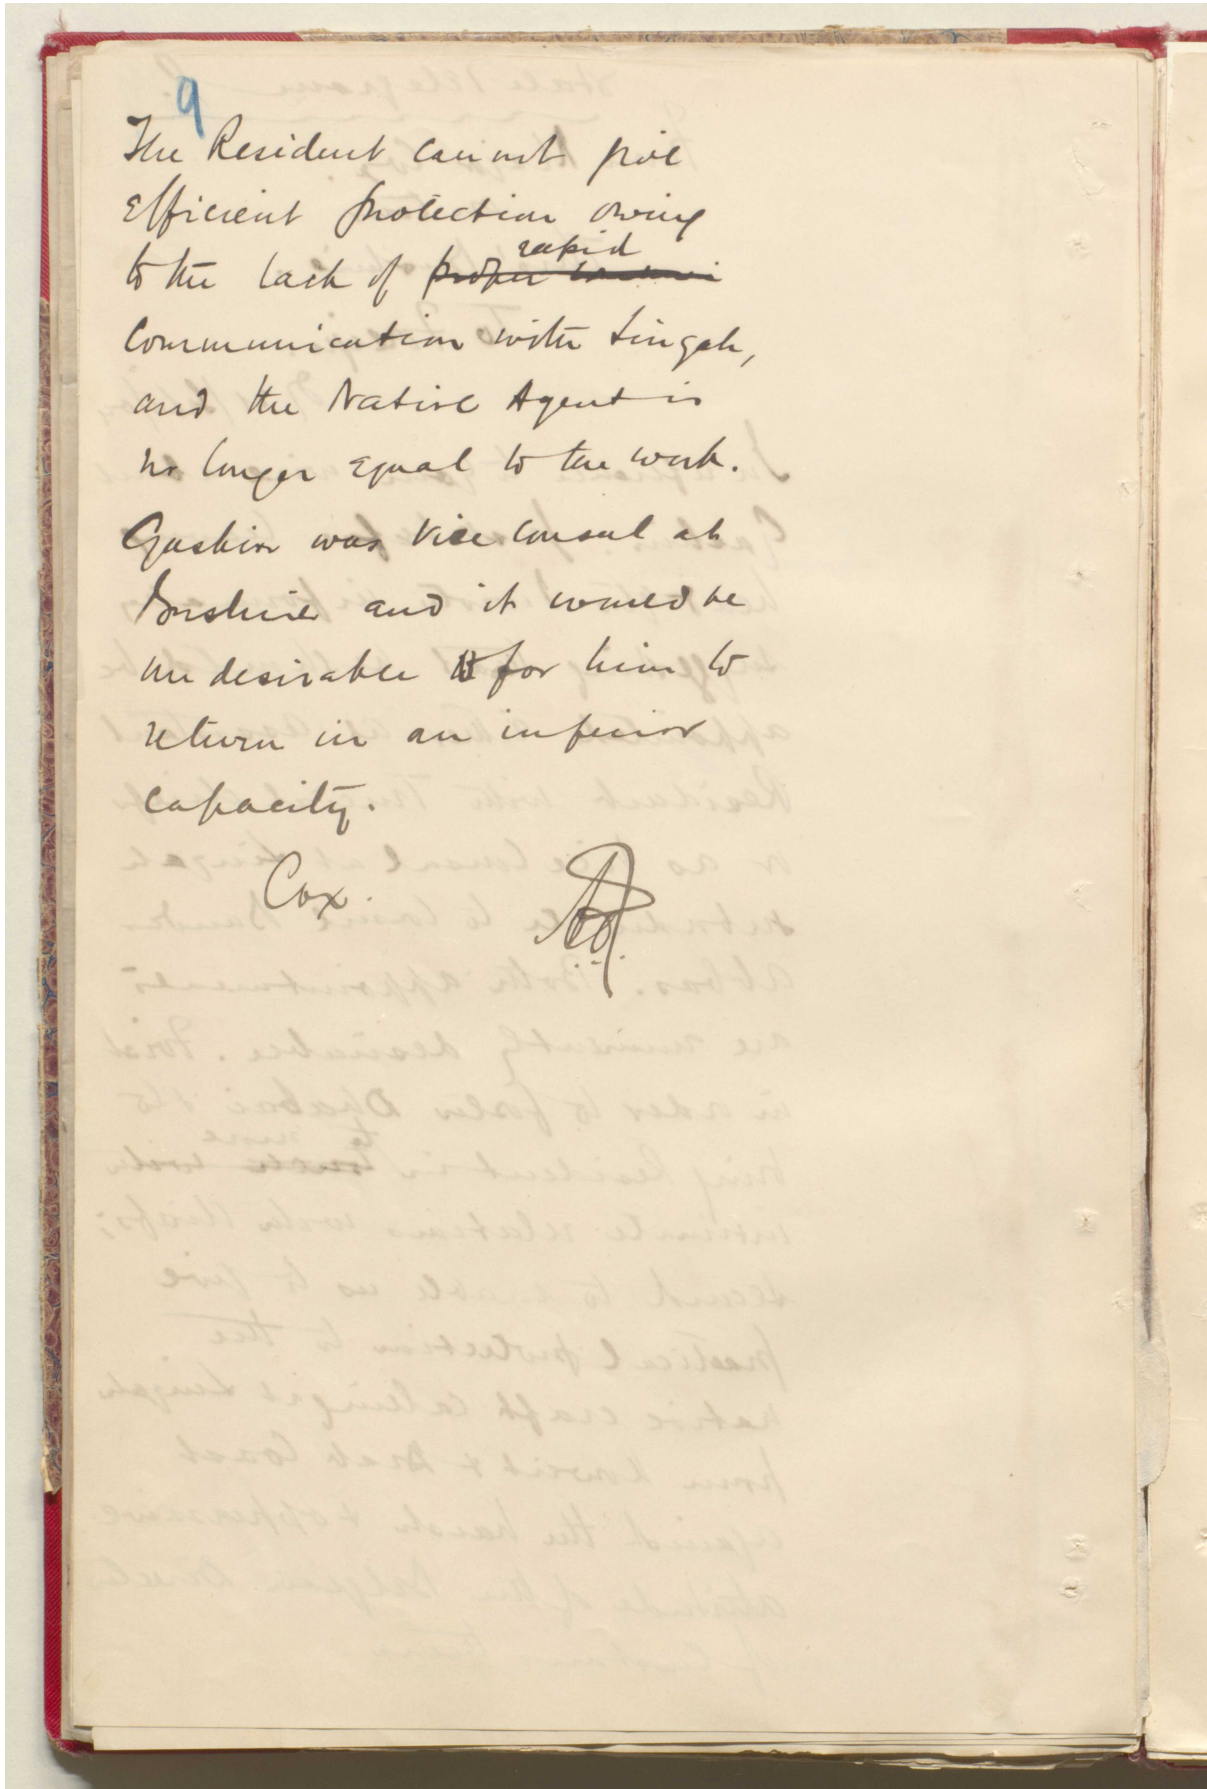 9
The Resident cannot give
efficient protection owing
rapid
to the lack of proper
communication with Lingah,
and the Native Agent is
no longer equal to the work.
Gaskin was Vice Consul at
Bushire and it would be
undesirable for him to
return in an inferior
capacity.
Cox.